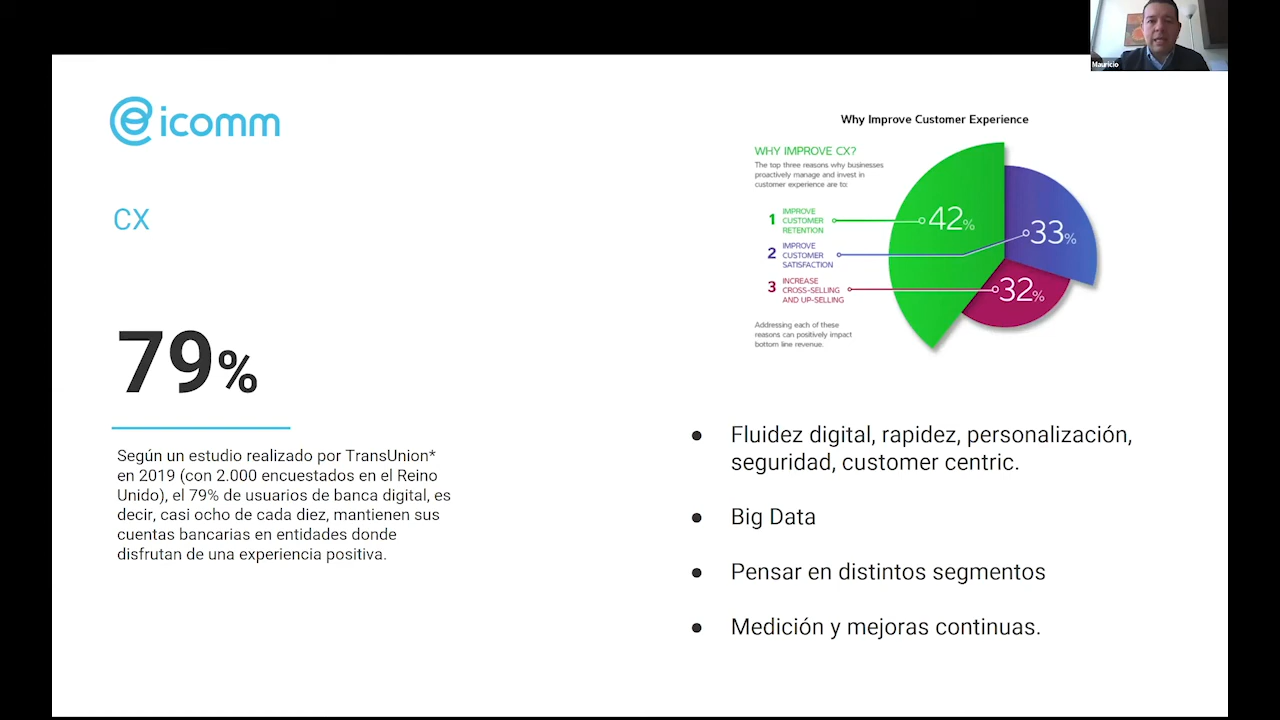 Mauricio
icomm
CX
79%
Según un estudio realizado por TransUnion*
en 2019 (con 2.000 encuestados en el Reino
Unido), el 79% de usuarios de banca digital, es
decir, casi ocho de cada diez, mantienen sus
cuentas bancarias en entidades donde
disfrutan de una experiencia positiva.
Why Improve Customer Experience
WHY IMPROVE CX?
The top three reasons why businesses
proactively manage and invest in
customer experience are to:
1 IMPROVE
CUSTOMER
RETENTION
42%
2 IMPROVE
CUSTOMER
SATISFACTION
33%
3 INCREASE
CROSS-SELLING
AND UP-SELLING
32%
Addressing each of these
reasons can positively impact
bottom line revenue.
● Fluidez digital, rapidez, personalización,
seguridad, customer centric.
● Big Data
● Pensar en distintos segmentos
● Medición y mejoras continuas.